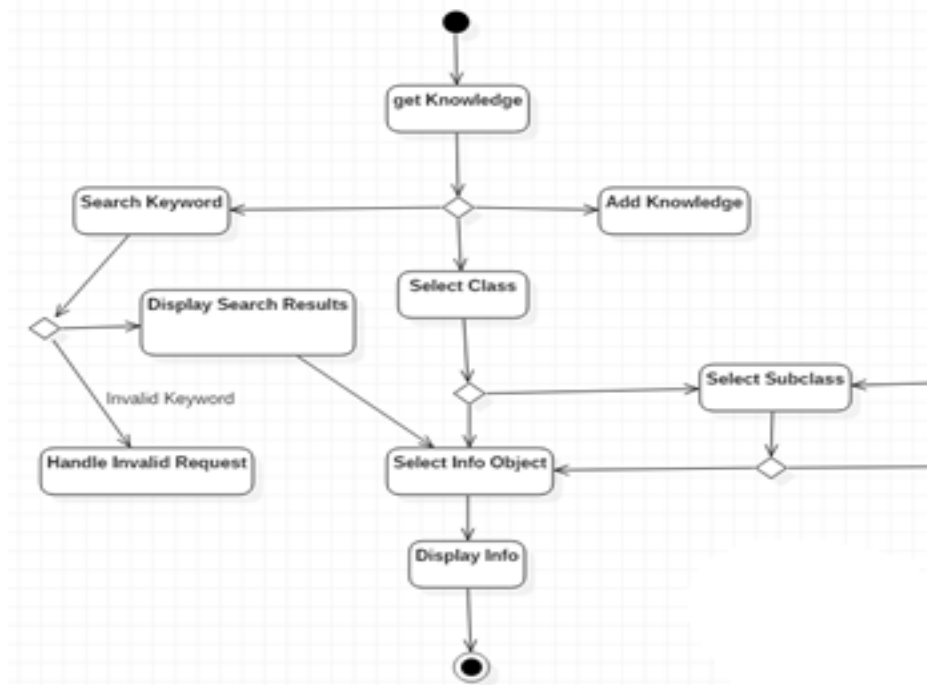 get Knowledge
Search Keyword
Add Knowledge
Select Class
Display Search Results
Select Subclass
Invalid Keyword
Handle Invalid Request
Select Info Object
Display Info